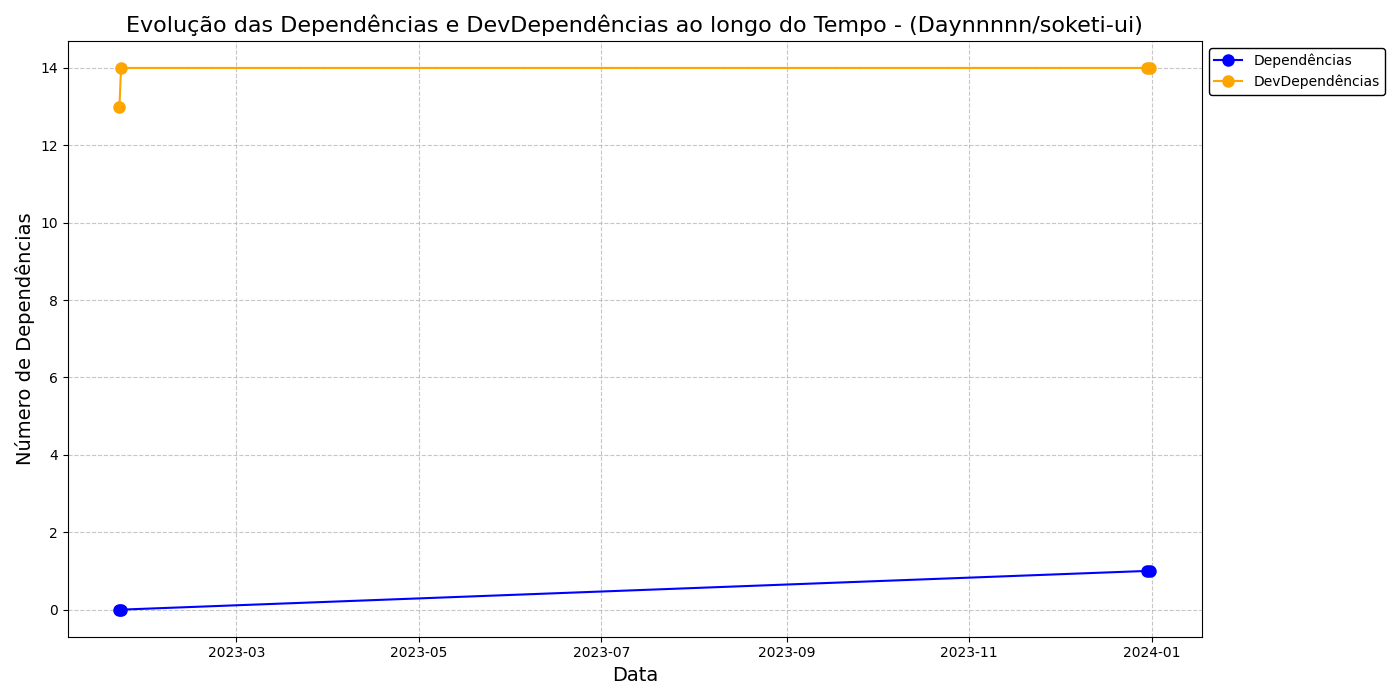 Evolução das Dependências e DevDependências ao longo do Tempo - (Daynnnnn/soketi-ui)
Dependências
DevDependências
Número de Dependências
14
12
10
8
6
4
2
0
2023-03
2023-05
2023-07
2023-09
2023-11
2024-01
Data